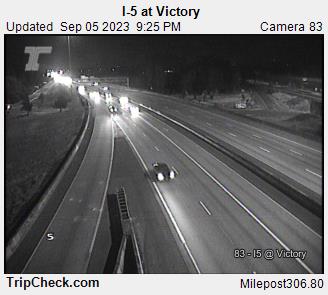 I-5 at Victory
Updated Sep 05 2023 9:25 PM Camera 83
T
S
83 - I5 @ Victory
TripCheck.com Milepost306.80